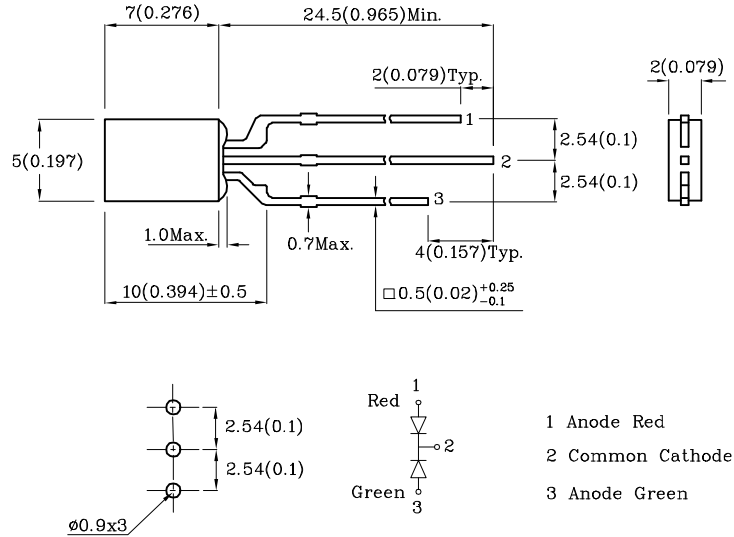 7(0.276)
24.5(0.965)Min.
2(0.079)Typ.
2(0.079)
1
2.54(0.1)
5(0.197)
2
2.54(0.1)
3
1.0Max.
0.7Max.
4(0.157)Typ.
10(0.394)±0.5
□0.5(0.02)+0.25 -0.1
1
Red
2.54(0.1)
1 Anode Red
2
2 Common Cathode
2.54(0.1)
Green
3 Anode Green
3
ø0.9x3